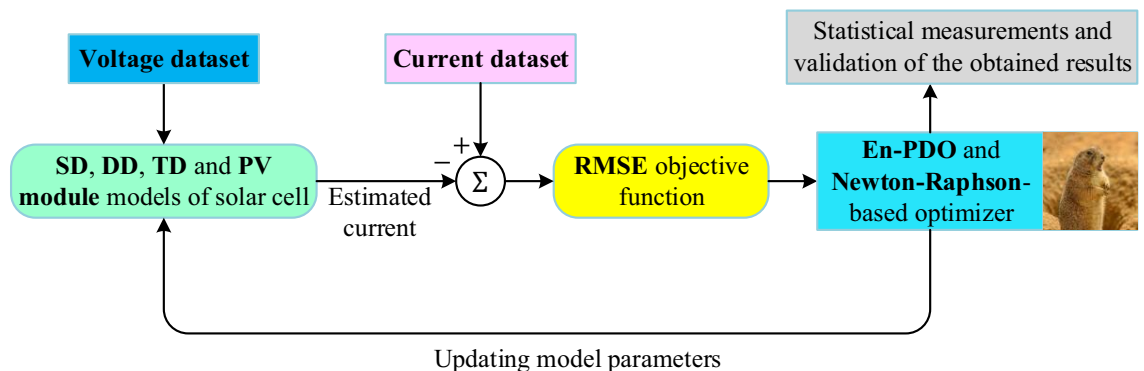 Voltage dataset
Current dataset
Statistical measurements and
validation of the obtained results
SD, DD, TD and PV
module models of solar cell
Estimated
current
−
+
Σ
RMSE objective
function
En-PDO and
Newton-Raphson-
based optimizer
Updating model parameters